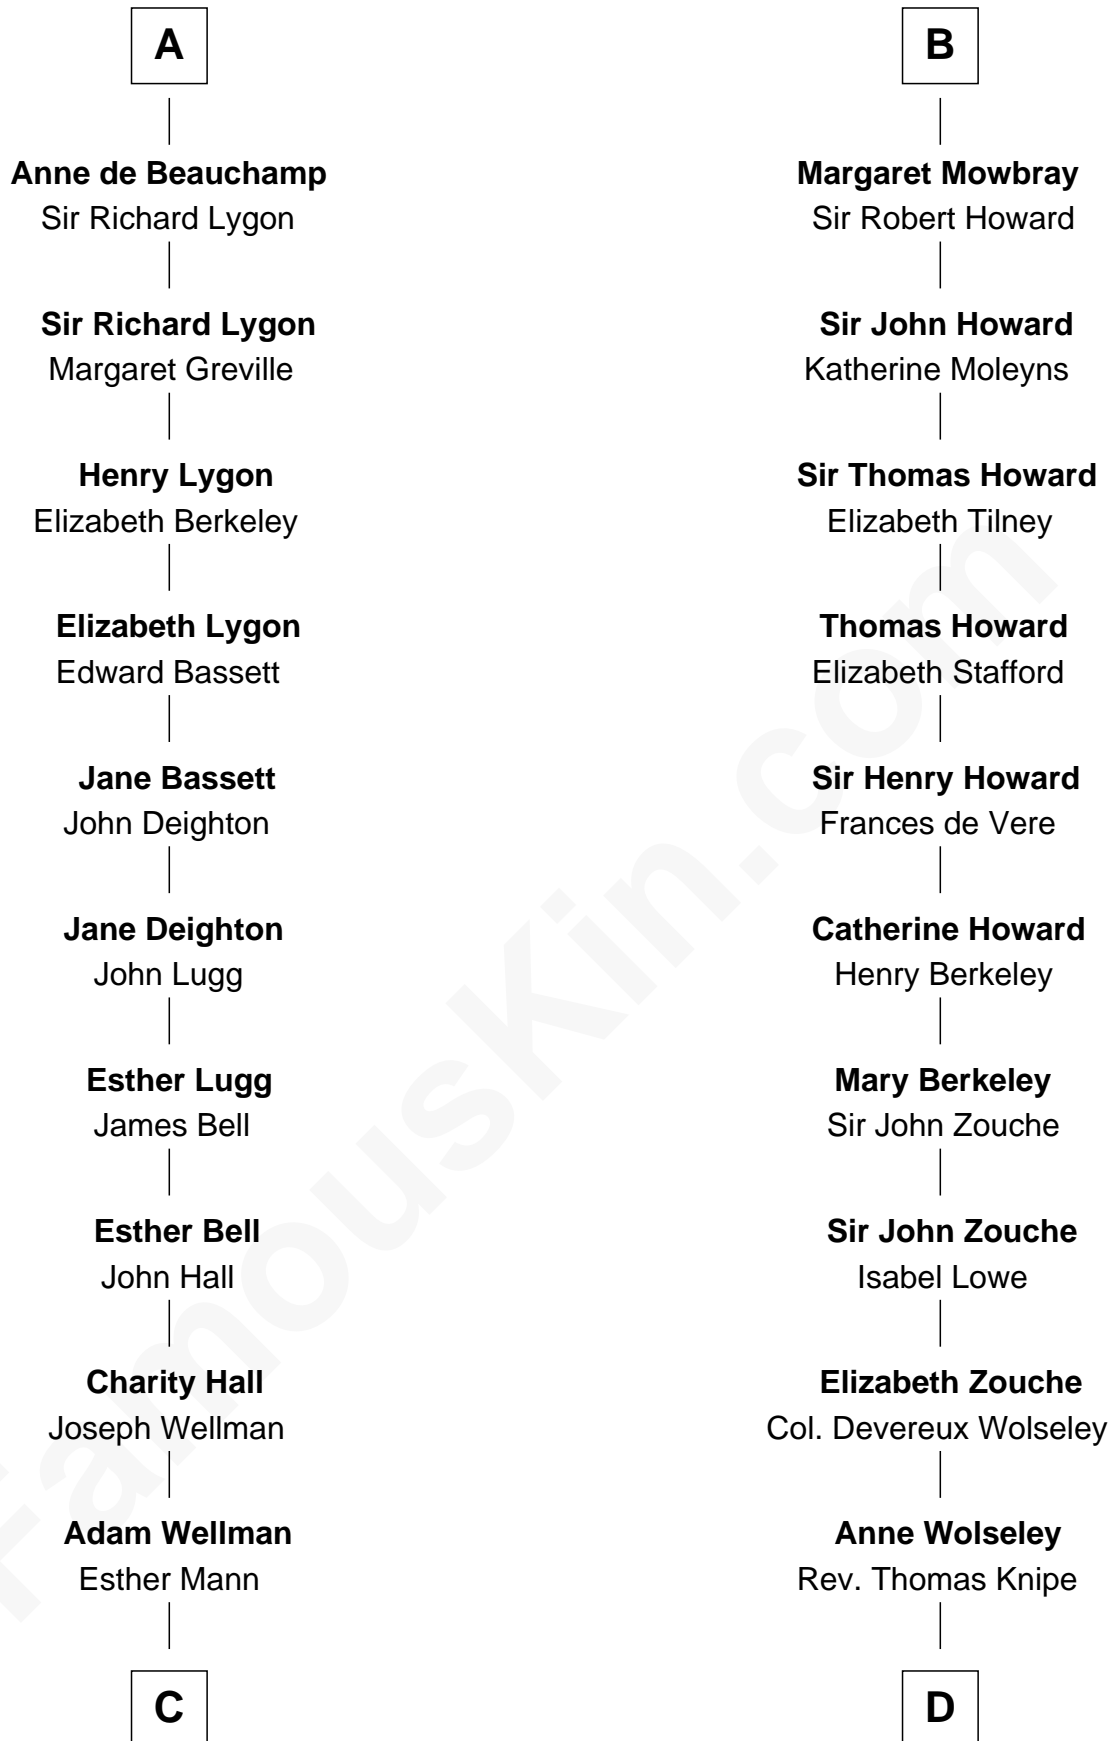 A
Anne de Beauchamp
Sir Richard Lygon
Sir Richard Lygon
Margaret Greville
Henry Lygon
Elizabeth Berkeley
Elizabeth Lygon
Edward Bassett
Jane Bassett
John Deighton
Jane Deighton
John Lugg
Esther Lugg
James Bell
Esther Bell
John Hall
Charity Hall
Joseph Wellman
Adam Wellman
Esther Mann
C
B
Margaret Mowbray
Sir Robert Howard
Sir John Howard
Katherine Moleyns
Sir Thomas Howard
Elizabeth Tilney
Thomas Howard
Elizabeth Stafford
Sir Henry Howard
Frances de Vere
Catherine Howard
Henry Berkeley
Mary Berkeley
Sir John Zouche
Sir John Zouche
Isabel Lowe
Elizabeth Zouche
Col. Devereux Wolseley
Anne Wolseley
Rev. Thomas Knipe
D
FamousKin.com